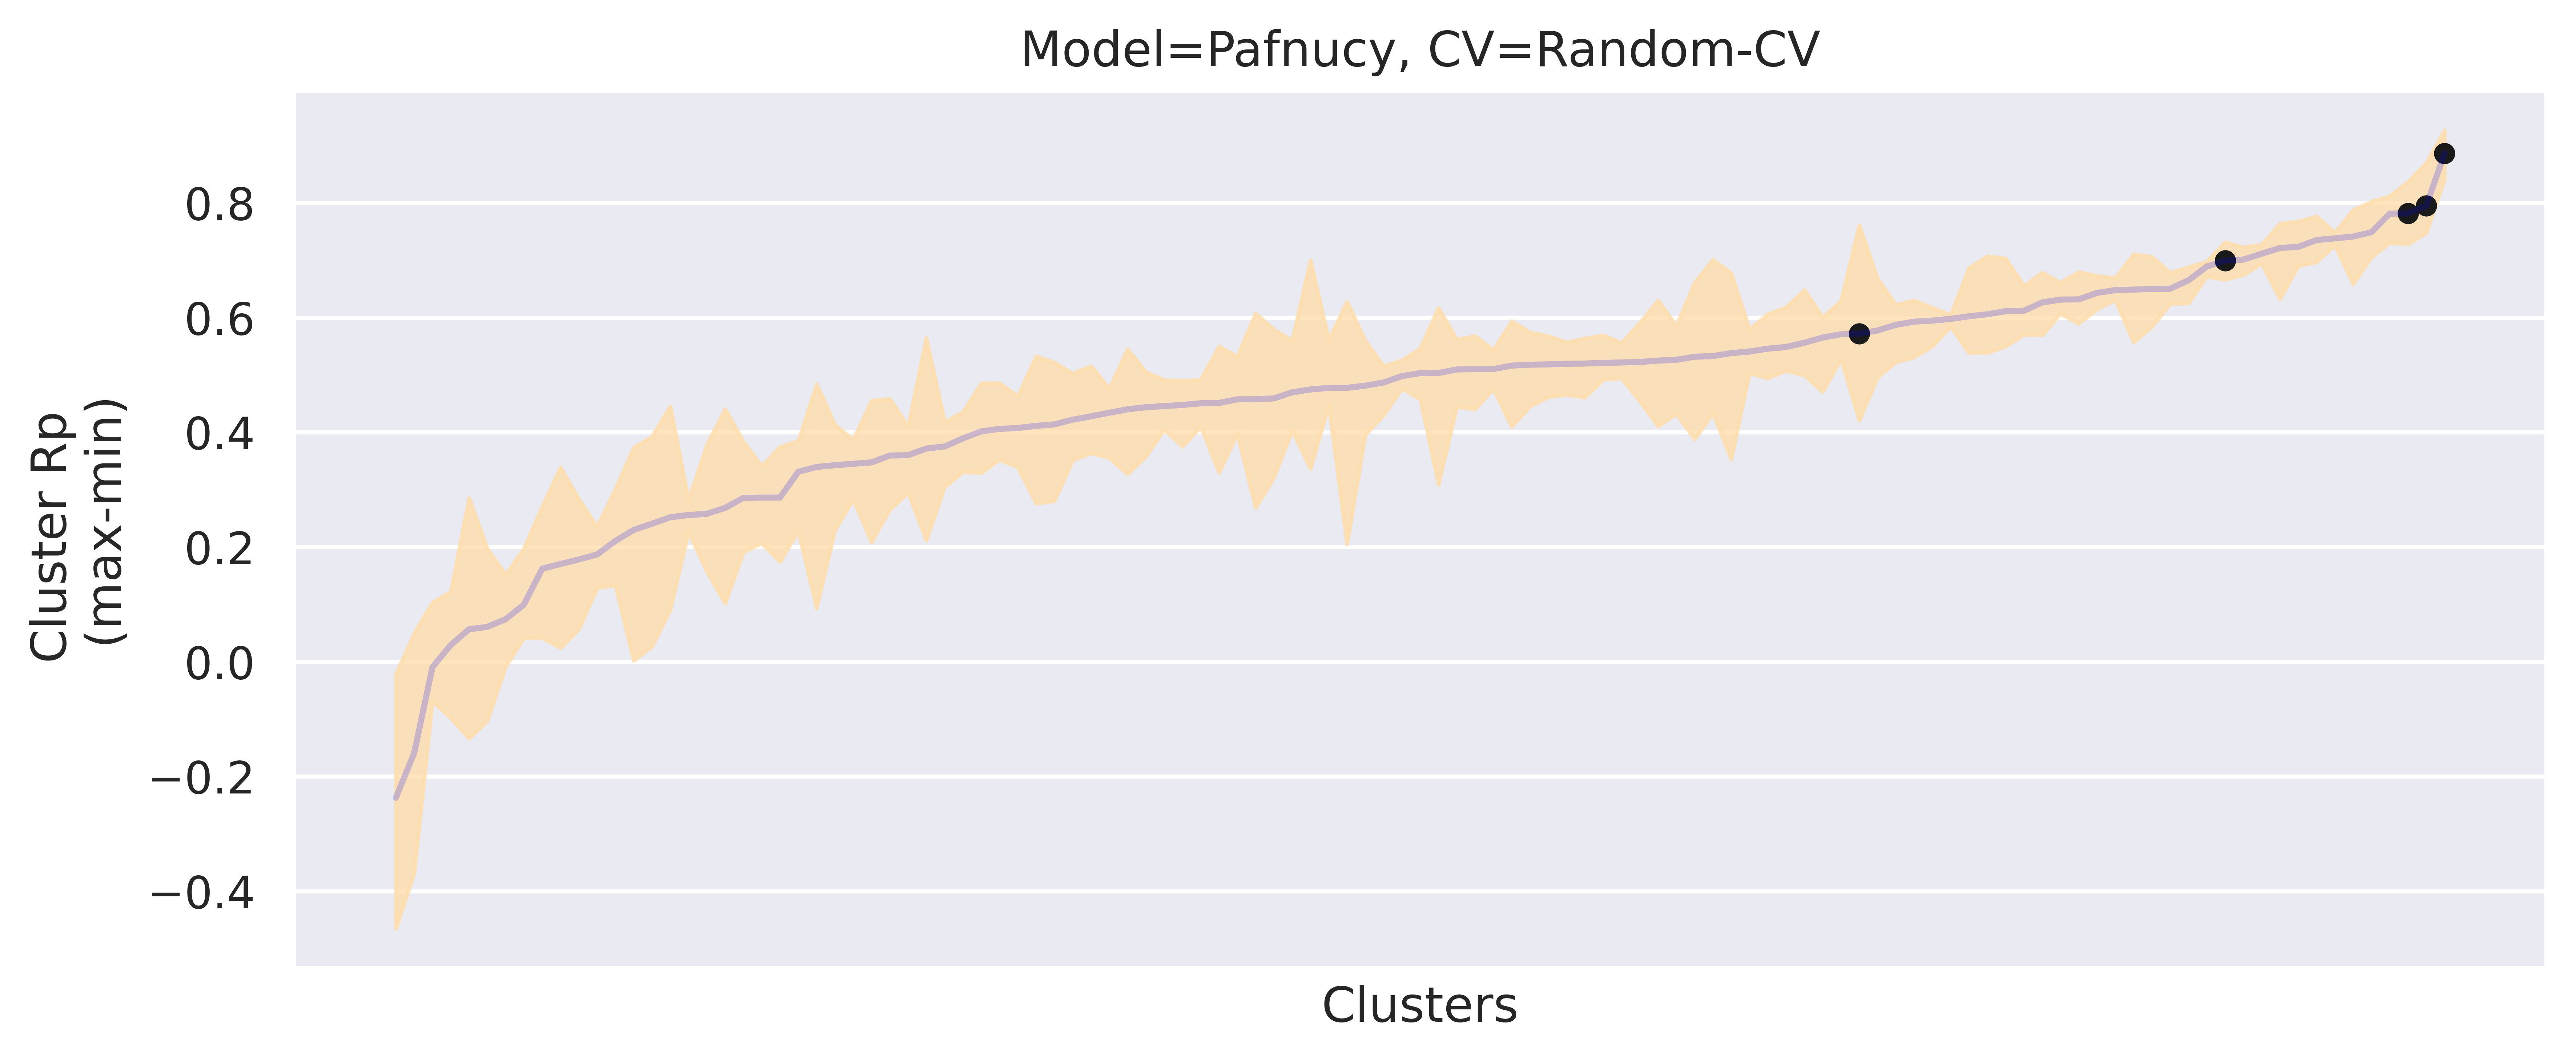 Model=Pafnucy, CV=Random-CV
Cluster Rp
(max-min)
0.8
0.6
0.4
0.2
0.0
−0.2
−0.4
Clusters